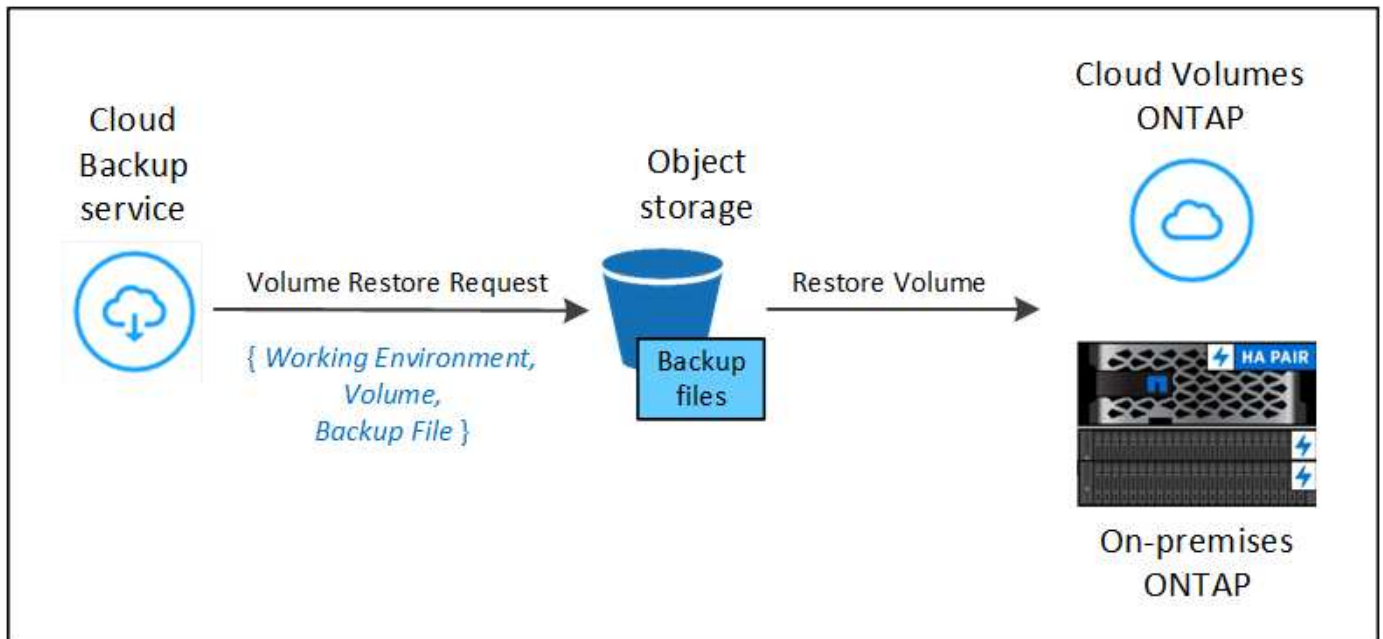 Cloud
Backup
service
Volume Restore Request
{ Working Environment,
Volume,
Backup File }
Object
storage
Backup
files
Restore Volume
Cloud Volumes
ONTAP
HA PAIR
On-premises
ONTAP